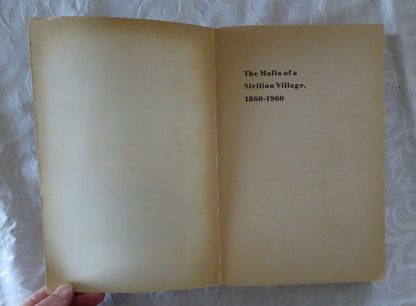 The Mafia of a
Sicilian Village,
1860-1960